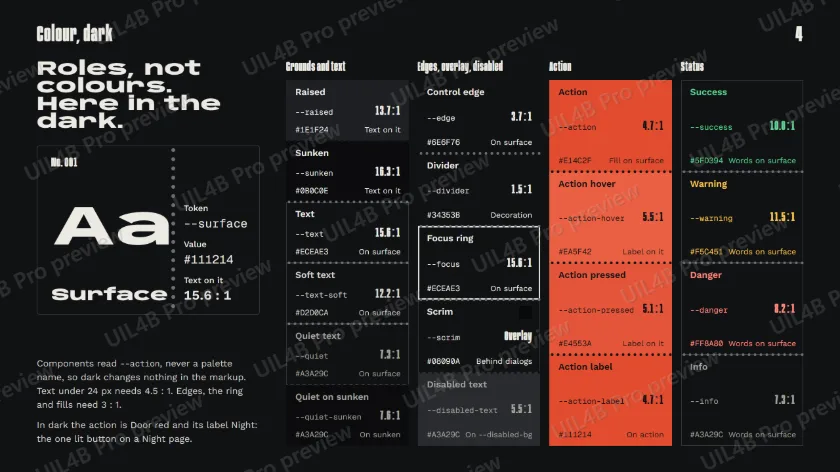 Colour, dark
4
Roles, not
colours.
Here in the
dark.
No. 001
Aa
surface
Token
--surface
Value
#111214
Text on it
15.6 : 1
Components read --action, never a palette
name, so dark changes nothing in the markup.
Text under 24 px needs 4.5 : 1. Edges, the ring
and fills need 3 : 1.
In dark the action is Door red and its label Night:
the one lit button on a Night page.
Grounds and text
Raised
--raised 13.7:1
#1E1F24 Text on it
Sunken
--sunken 16.3:1
#0B0C0E Text on it
Text
--text 15.6:1
#ECEAE3 On surface
Soft text
--text-soft 12.2:1
#D2D0CA On surface
Quiet text
--quiet 7.3:1
#A3A29C On surface
Quiet on sunken
--quiet-sunken 7.6:1
#A3A29C On sunken
Edges, overlay, disabled
Control edge
--edge 3.7:1
#6E6F76 On surface
Divider
--divider 1.5:1
#34353B Decoration
Focus ring
--focus 15.6:1
#ECEAE3 On surface
Scrim
--scrim Overlay
#08090A Behind dialogs
Disabled text
--disabled-text 5.5:1
#A3A29C On --disabled-bg
Action
Action
--action 4.7:1
#E14C2F Fill on surface
Action hover
--action-hover 5.5:1
#EA5F42 Label on it
Action pressed
--action-pressed 5.1:1
#E4553A Label on it
Action label
--action-label 4.7:1
#111214 On action
Status
Success
--success
#5FD394 Words on surface
Warning
--warning 11.5:1
#F5C451 Words on surface
Danger
--danger 8.2:1
#FF8A80 Words on surface
Info
--info 7.3:1
#A3A29C Words on surface
UIL4B Pro preview